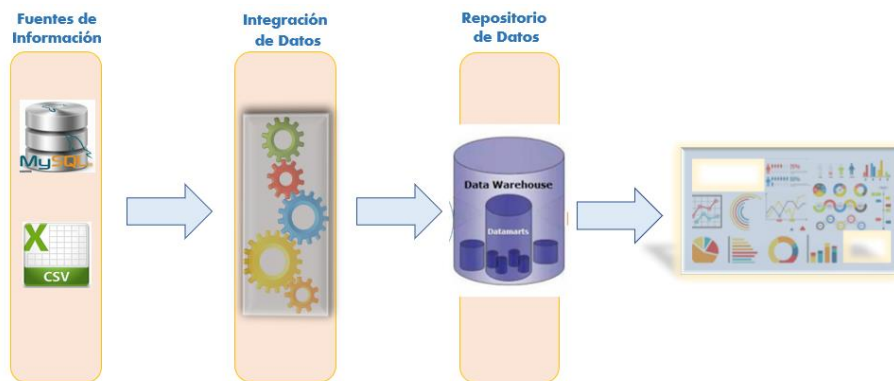 Fuentes de
Información
Integración
de Datos
Repositorio
de Datos
MySQL
X
CSV
Data Warehouse
Datamarts